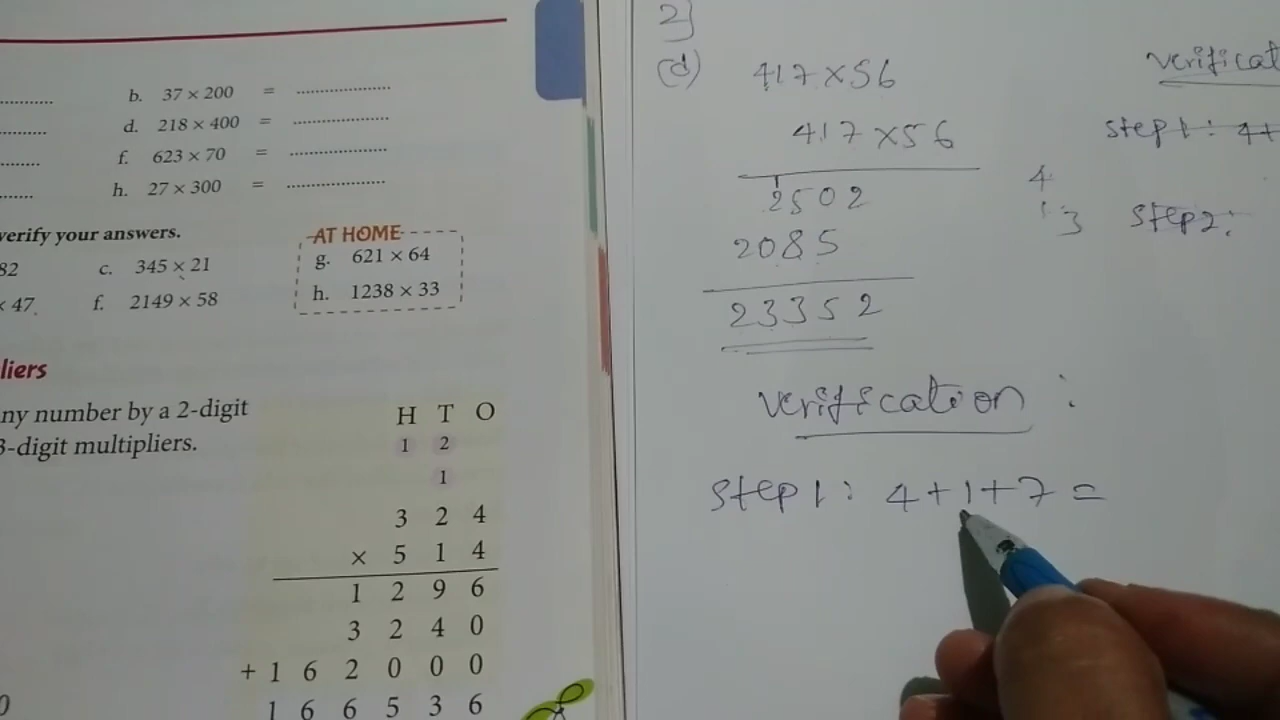 b. 37 × 200 = ....................
d. 218 × 400 = ....................
f. 623 × 70 = ....................
h. 27 × 300 = ....................
verify your answers.
82 c. 345 × 21
× 47 f. 2149 × 58
AT HOME
g. 621 × 64
h. 1238 × 33
liers
ny number by a 2-digit
3-digit multipliers.
H T O
1 2
1
3 2 4
× 5 1 4
1 2 9 6
3 2 4 0
+ 1 6 2 0 0 0
1 6 6 5 3 6
0
2]
(d) 417 × 56
417 × 56
1
2502
2085
23352
verification :
step 1 : 4+1+7 =
4
1 3
verificat
step 1 : 4+
step 2 :